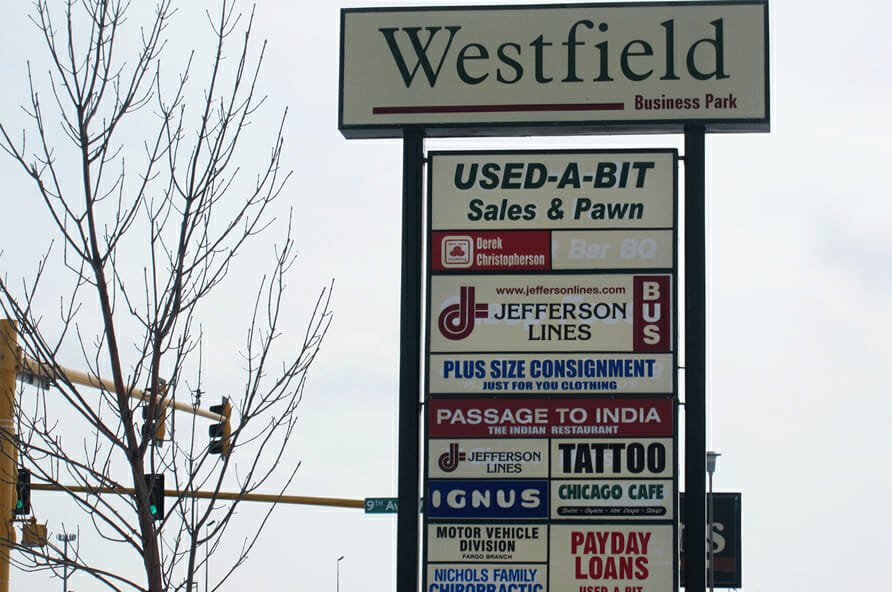 Westfield
Business Park
USED-A-BIT
Sales & Pawn
Derek
Christopherson
Bar BQ
www.jeffersonlines.com
JEFFERSON
LINES
BUS
PLUS SIZE CONSIGNMENT
JUST FOR YOU CLOTHING
PASSAGE TO INDIA
THE INDIAN RESTAURANT
JEFFERSON
LINES
TATTOO
IGNUS
CHICAGO CAFE
MOTOR VEHICLE
DIVISION
FARGO BRANCH
PAYDAY
LOANS
USED-A-BIT
NICHOLS FAMILY
CHIROPRACTIC
9TH Av
S